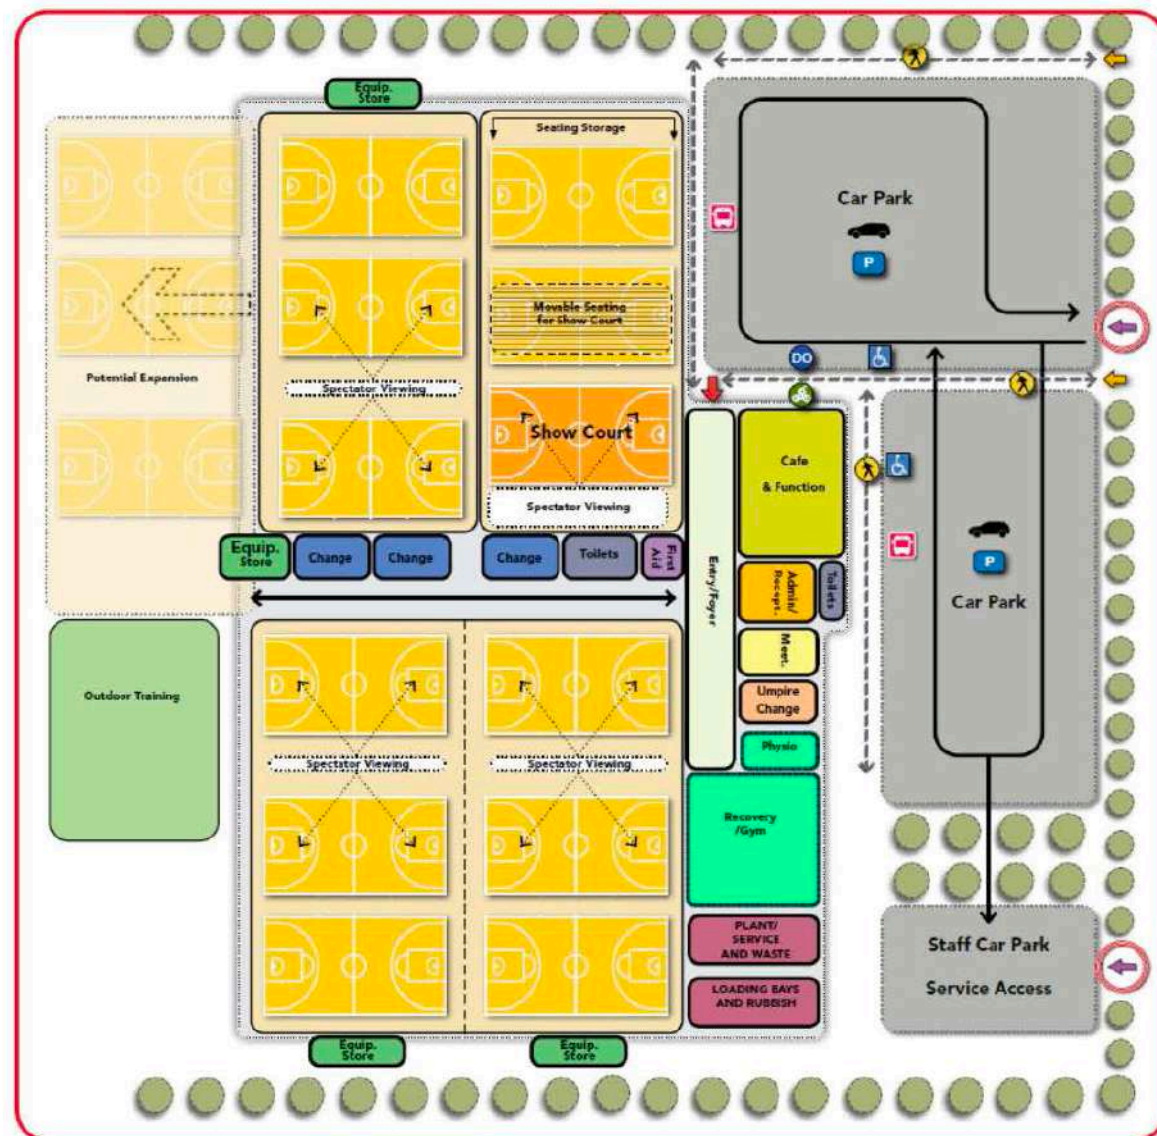 Equip.
Store
Seating Storage
Car Park
P
Movable Seating
for Show Court
Potential Expansion
Spectator Viewing
DO
Show Court
Cafe
& Function
Spectator Viewing
Equip.
Store
Change
Change
Change
Toilets
First
Aid
Entry/Foyer
Admin/
Recept.
Toilets
P
Car Park
Meet.
Outdoor Training
Umpire
Change
Physio
Spectator Viewing
Spectator Viewing
Recovery
/Gym
PLANT/
SERVICE
AND WASTE
Staff Car Park
Service Access
LOADING BAYS
AND RUBBISH
Equip.
Store
Equip.
Store